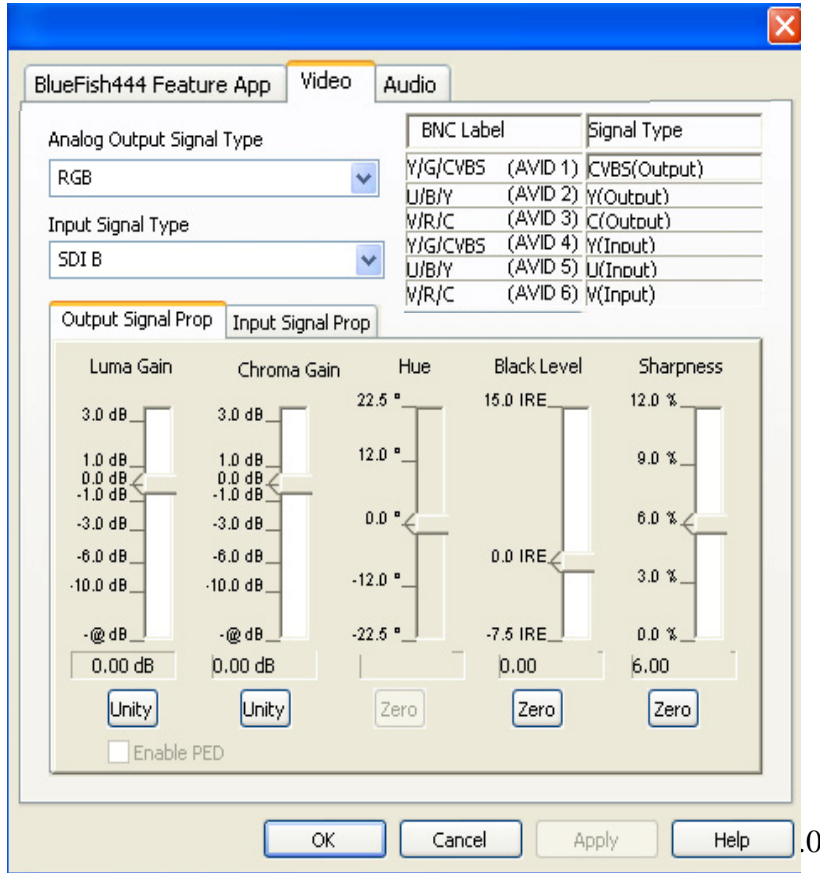 BlueFish444 Feature App Video Audio
Analog Output Signal Type
RGB
Input Signal Type
SDI B
BNC Label Signal Type
Y/G/CVBS (AVID 1) CVBS(Output)
U/B/Y (AVID 2) Y(Output)
V/R/C (AVID 3) C(Output)
Y/G/CVBS (AVID 4) Y(Input)
U/B/Y (AVID 5) U(Input)
V/R/C (AVID 6) V(Input)
Output Signal Prop Input Signal Prop
Luma Gain Chroma Gain Hue Black Level Sharpness
3.0 dB 3.0 dB 22.5 ° 15.0 IRE 12.0 %
1.0 dB 1.0 dB 12.0 ° 9.0 %
0.0 dB 0.0 dB
-1.0 dB -1.0 dB
-3.0 dB -3.0 dB 0.0 ° 6.0 %
-6.0 dB -6.0 dB 0.0 IRE
-10.0 dB -10.0 dB -12.0 ° 3.0 %
-@ dB -@ dB -22.5 ° -7.5 IRE 0.0 %
0.00 dB 0.00 dB 0.00 6.00
Unity Unity Zero Zero Zero
Enable PED
OK Cancel Apply Help .0